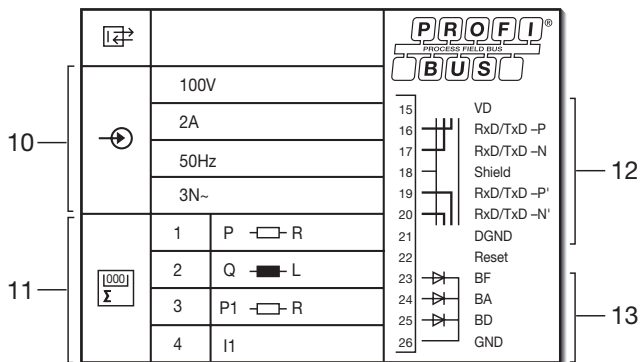 PROFI®
PROCESS FIELD BUS
BUS
10
100V
2A
50Hz
3N~
11
000
Σ
1 P R
2 Q L
3 P1 R
4 I1
15 VD
16 RxD/TxD –P
17 RxD/TxD –N
18 Shield
19 RxD/TxD –P'
20 RxD/TxD –N'
21 DGND
22 Reset
23 BF
24 BA
25 BD
26 GND
12
13